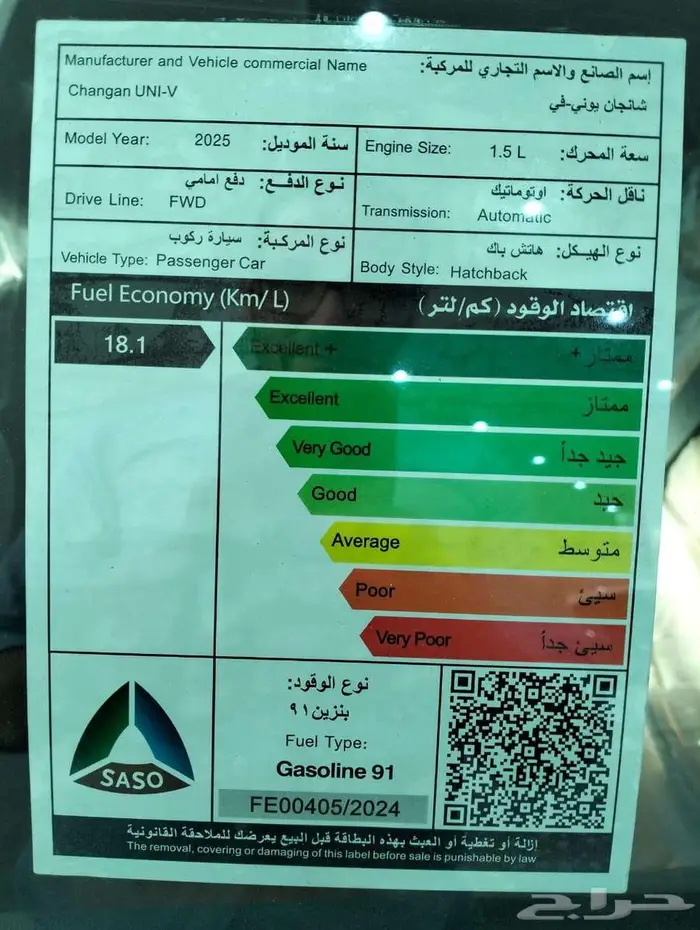 Manufacturer and Vehicle commercial Name
إسم الصانع والاسم التجاري للمركبة:
Changan UNI-V
شانجان يوني-في
Model Year: 2025 سنة الموديل:
Engine Size: 1.5 L سعة المحرك:
نوع الدفـــع: دفع امامي
Drive Line: FWD
ناقل الحركة: اوتوماتيك
Transmission: Automatic
نوع المركبـة: سيارة ركوب
Vehicle Type: Passenger Car
نوع الهيـكل: هاتش باك
Body Style: Hatchback
Fuel Economy (Km/ L)
اقتصاد الوقود (كم/لتر)
18.1
Excellent + ممتاز +
Excellent ممتاز
Very Good جيد جداً
Good جيد
Average متوسط
Poor سيئ
Very Poor سيئ جداً
SASO
نوع الوقود:
بنزين ٩١
Fuel Type:
Gasoline 91
FE00405/2024
إزالة أو تغطية أو العبث بهذه البطاقة قبل البيع يعرضك للملاحقة القانونية
The removal, covering or damaging of this label before sale is punishable by law
حراج